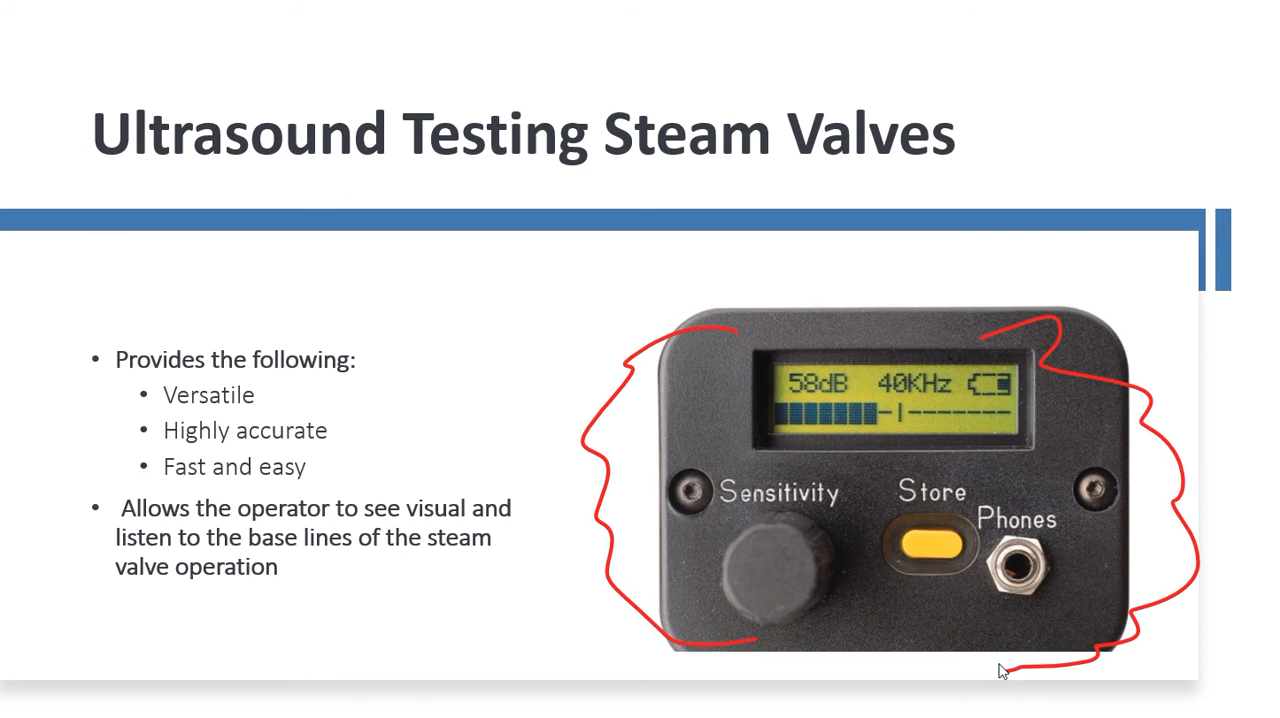 Ultrasound Testing Steam Valves
• Provides the following:
• Versatile
• Highly accurate
• Fast and easy
• Allows the operator to see visual and
listen to the base lines of the steam
valve operation
58dB 40KHz
Sensitivity
Store
Phones